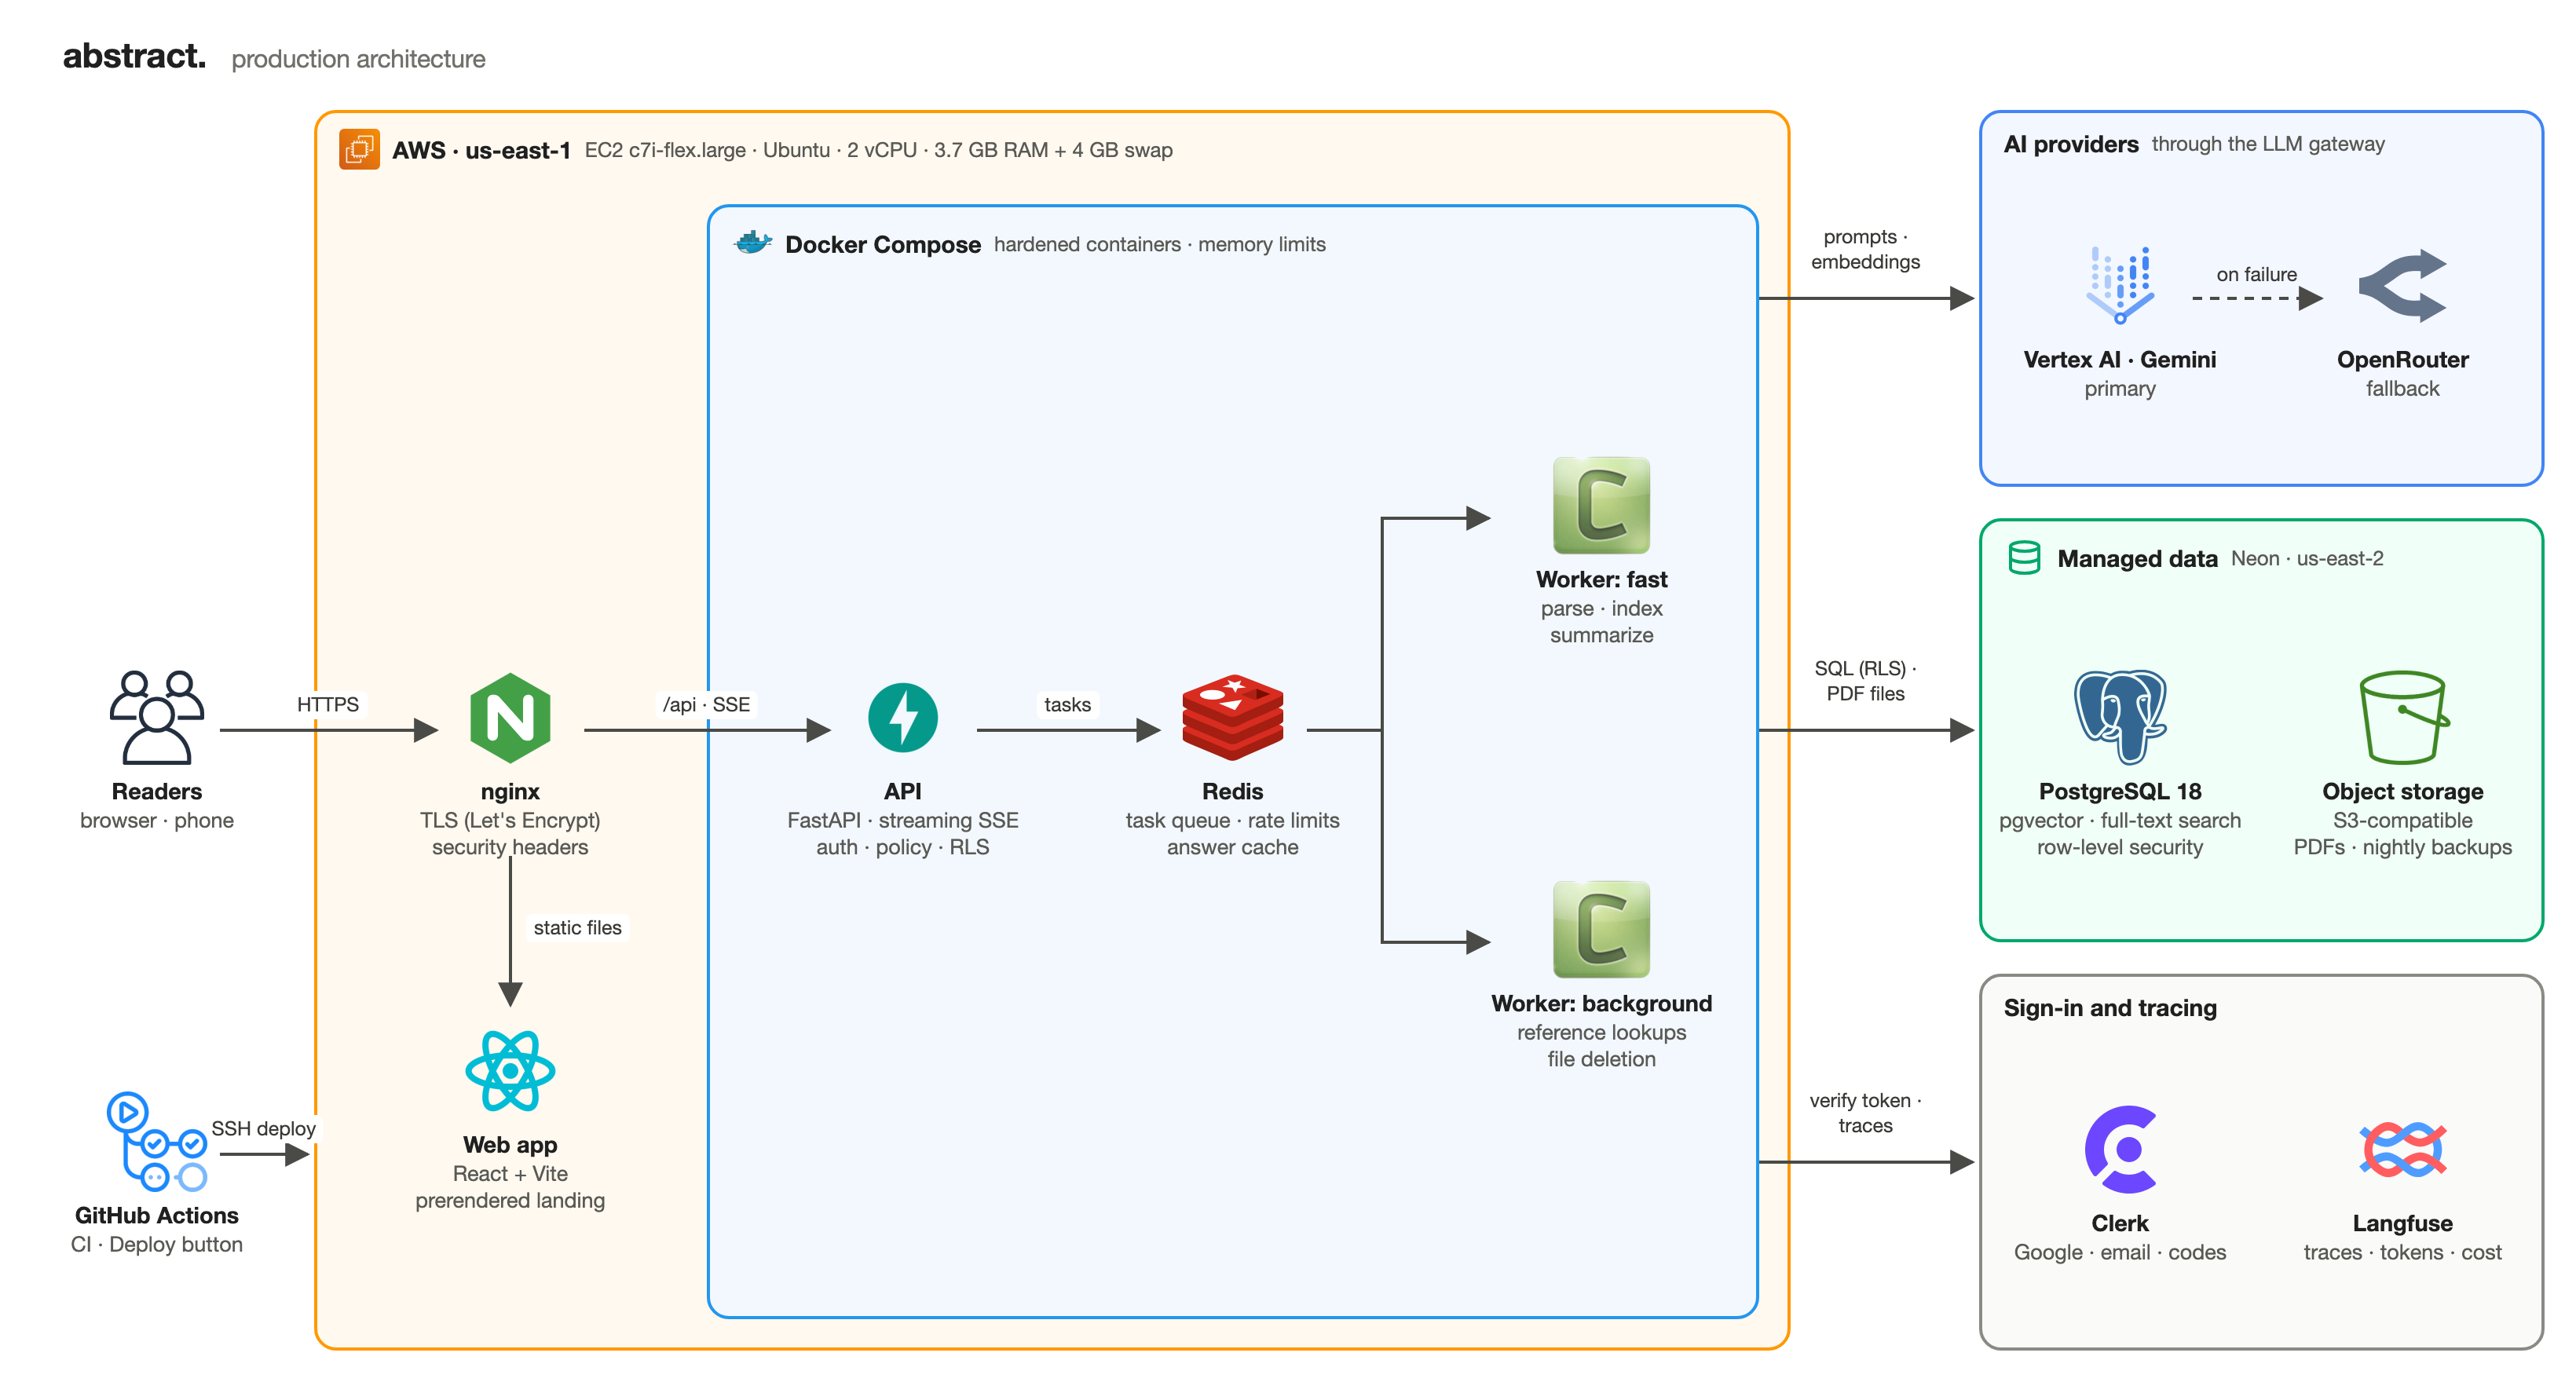 abstract. production architecture
AWS · us-east-1 EC2 c7i-flex.large · Ubuntu · 2 vCPU · 3.7 GB RAM + 4 GB swap
Docker Compose hardened containers · memory limits
Readers
browser · phone
HTTPS
nginx
TLS (Let's Encrypt)
security headers
static files
Web app
React + Vite
prerendered landing
GitHub Actions
CI · Deploy button
SSH deploy
/api · SSE
API
FastAPI · streaming SSE
auth · policy · RLS
tasks
Redis
task queue · rate limits
answer cache
Worker: fast
parse · index
summarize
Worker: background
reference lookups
file deletion
prompts ·
embeddings
AI providers through the LLM gateway
Vertex AI · Gemini
primary
on failure
OpenRouter
fallback
SQL (RLS) ·
PDF files
Managed data Neon · us-east-2
PostgreSQL 18
pgvector · full-text search
row-level security
Object storage
S3-compatible
PDFs · nightly backups
verify token ·
traces
Sign-in and tracing
Clerk
Google · email · codes
Langfuse
traces · tokens · cost